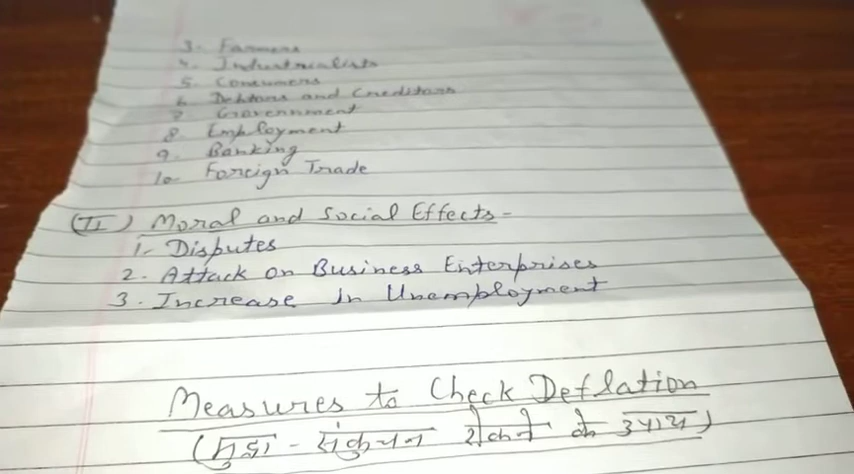 3. Farmers
4. Industrialists
5. Consumers
6. Debtors and Creditors
7. Government
8. Employment
9. Banking
10. Foreign Trade
(II) Moral and Social Effects-
1- Disputes
2. Attack on Business Enterprises
3. Increase in Unemployment
Measures to Check Deflation
(मुद्रा - संकुचन रोकने के उपाय)